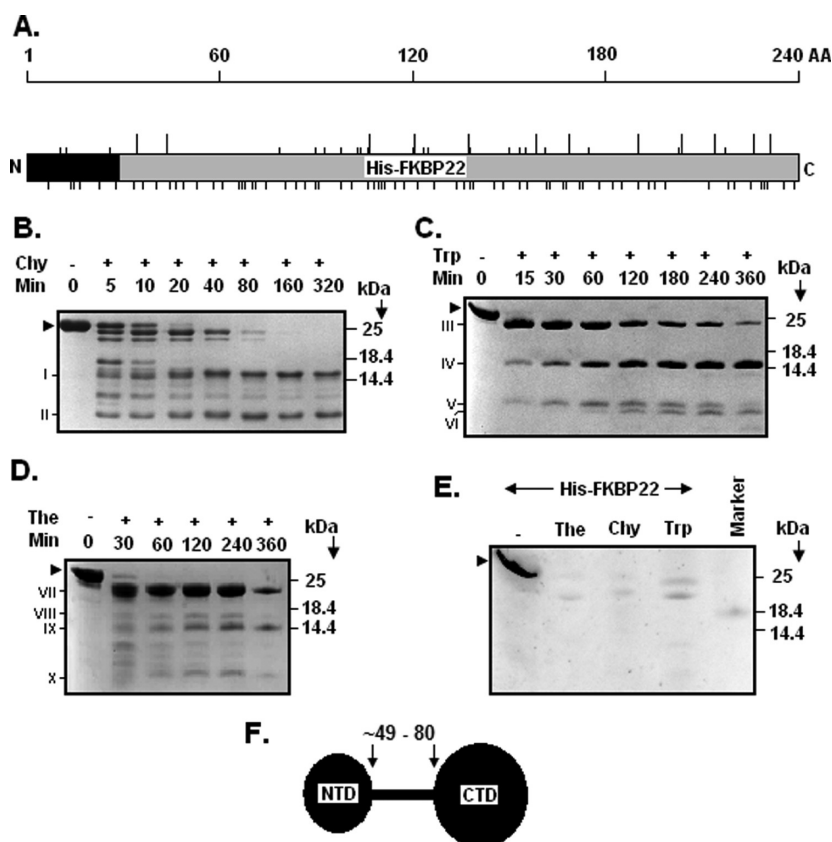 A.
1 60 120 180 240 AA
N His-FKBP22 C
B.
Chy - + + + + + + +
Min 0 5 10 20 40 80 160 320 kDa
25
18.4
I 14.4
II
C.
Trp - + + + + + + +
Min 0 15 30 60 120 180 240 360 kDa
III 25
IV 18.4
14.4
V
VI
D.
The - + + + + +
Min 0 30 60 120 240 360 kDa
25
VII
VIII 18.4
IX 14.4
X
E.
His-FKBP22
- The Chy Trp Marker kDa
25
18.4
14.4
F.
~49 - 80
NTD CTD